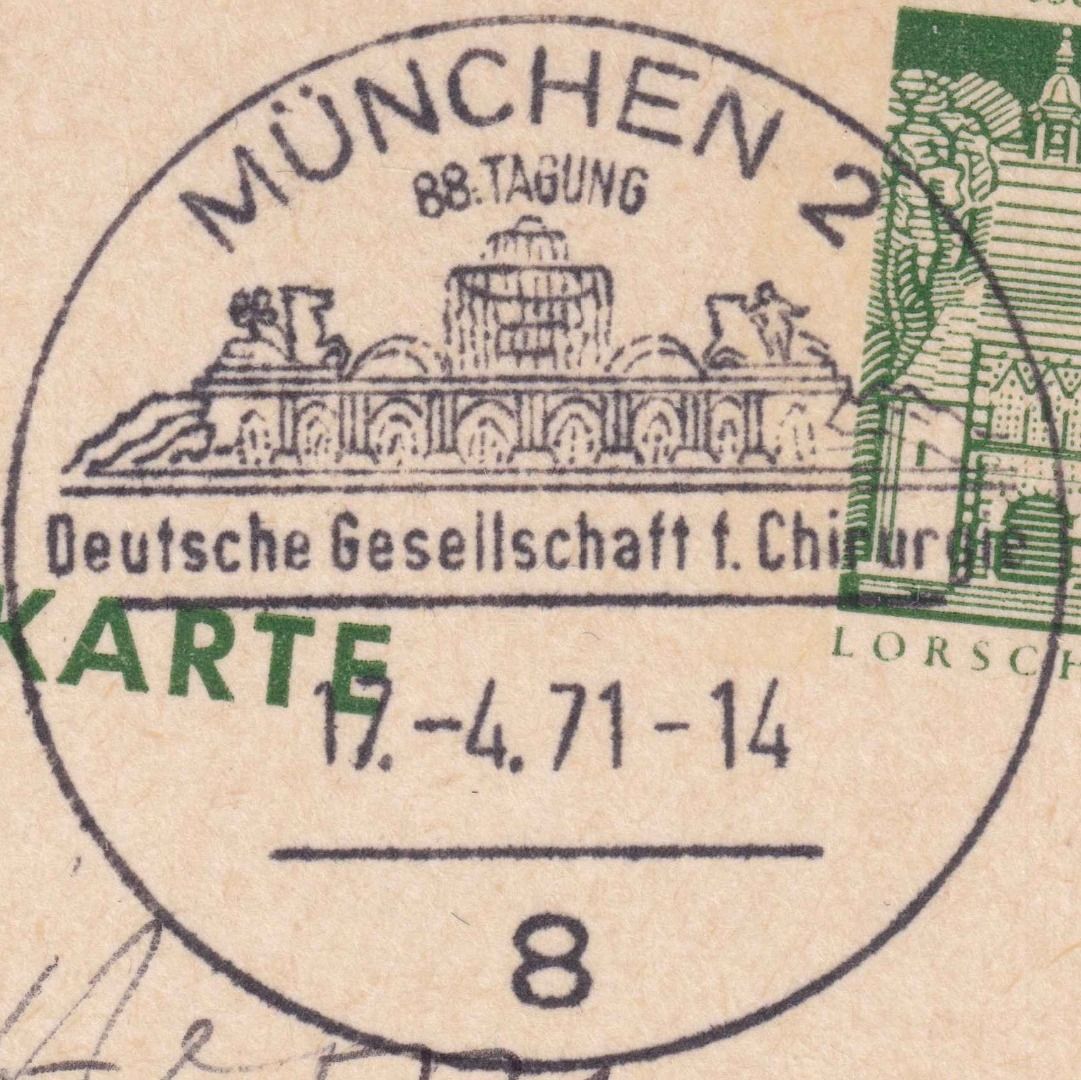 MÜNCHEN 2
88. TAGUNG
Deutsche Gesellschaft f. Chirurgie
KARTE
LORSCH
17.-4.71-14
8